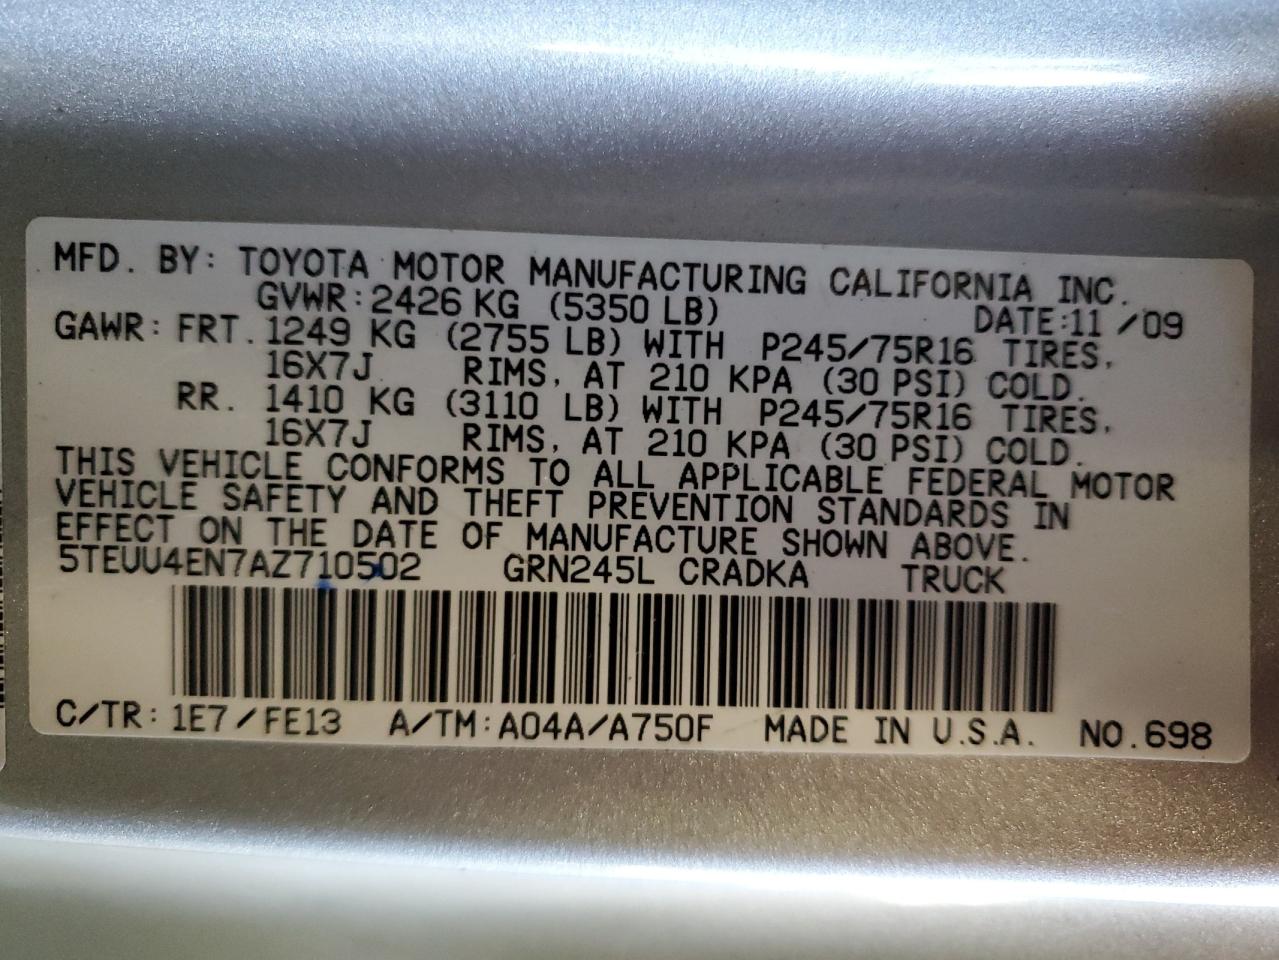 MFD. BY: TOYOTA MOTOR MANUFACTURING CALIFORNIA INC.
GVWR: 2426 KG (5350 LB) DATE: 11 /09
GAWR: FRT. 1249 KG (2755 LB) WITH P245/75R16 TIRES,
16X7J RIMS, AT 210 KPA (30 PSI) COLD.
RR. 1410 KG (3110 LB) WITH P245/75R16 TIRES,
16X7J RIMS, AT 210 KPA (30 PSI) COLD.
THIS VEHICLE CONFORMS TO ALL APPLICABLE FEDERAL MOTOR
VEHICLE SAFETY AND THEFT PREVENTION STANDARDS IN
EFFECT ON THE DATE OF MANUFACTURE SHOWN ABOVE.
5TEUU4EN7AZ710502 GRN245L CRADKA TRUCK
C/TR: 1E7/FE13 A/TM: A04A/A750F MADE IN U.S.A. NO.698